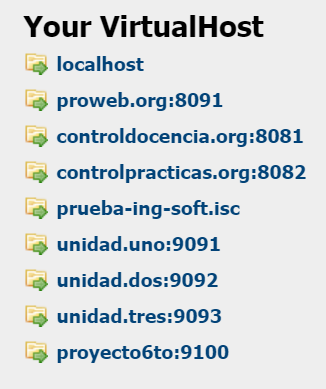 Your VirtualHost
localhost
proweb.org:8091
controldocencia.org:8081
controlpracticas.org:8082
prueba-ing-soft.isc
unidad.uno:9091
unidad.dos:9092
unidad.tres:9093
proyecto6to:9100